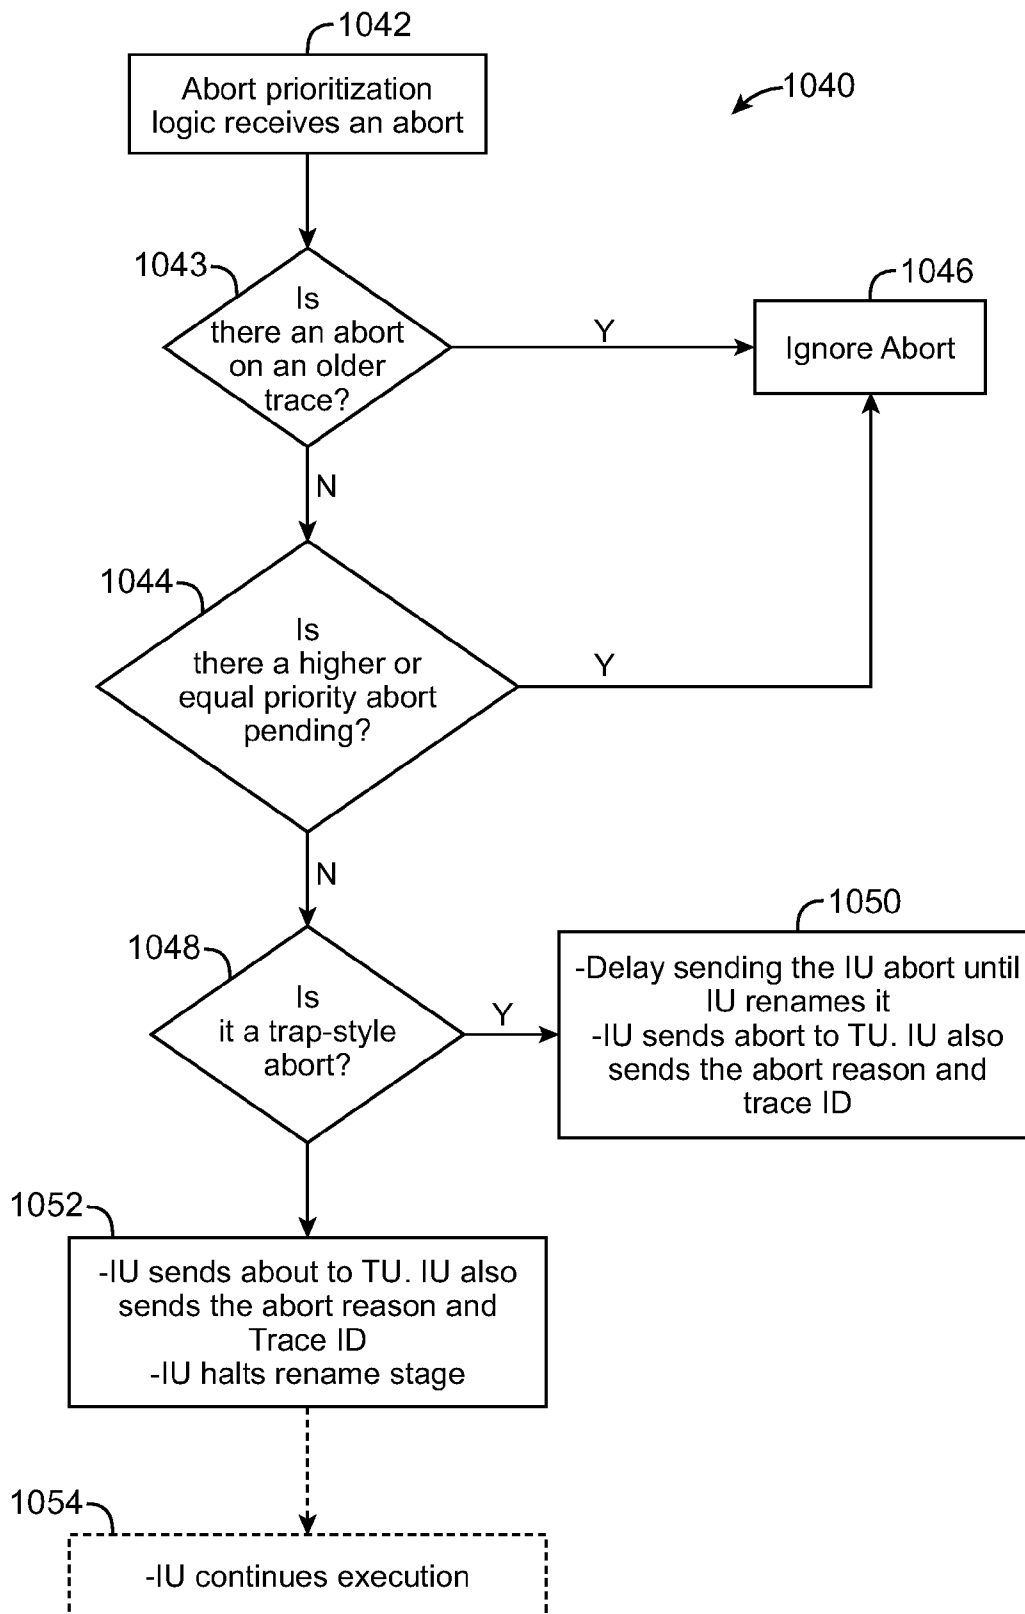 1042
Abort prioritization
logic receives an abort
1040
1043
Is
there an abort
on an older
trace?
Y
1046
Ignore Abort
N
1044
Is
there a higher or
equal priority abort
pending?
Y
N
1048
Is
it a trap-style
abort?
Y
1050
-Delay sending the IU abort until
IU renames it
-IU sends abort to TU. IU also
sends the abort reason and
trace ID
1052
-IU sends about to TU. IU also
sends the abort reason and
Trace ID
-IU halts rename stage
1054
-IU continues execution